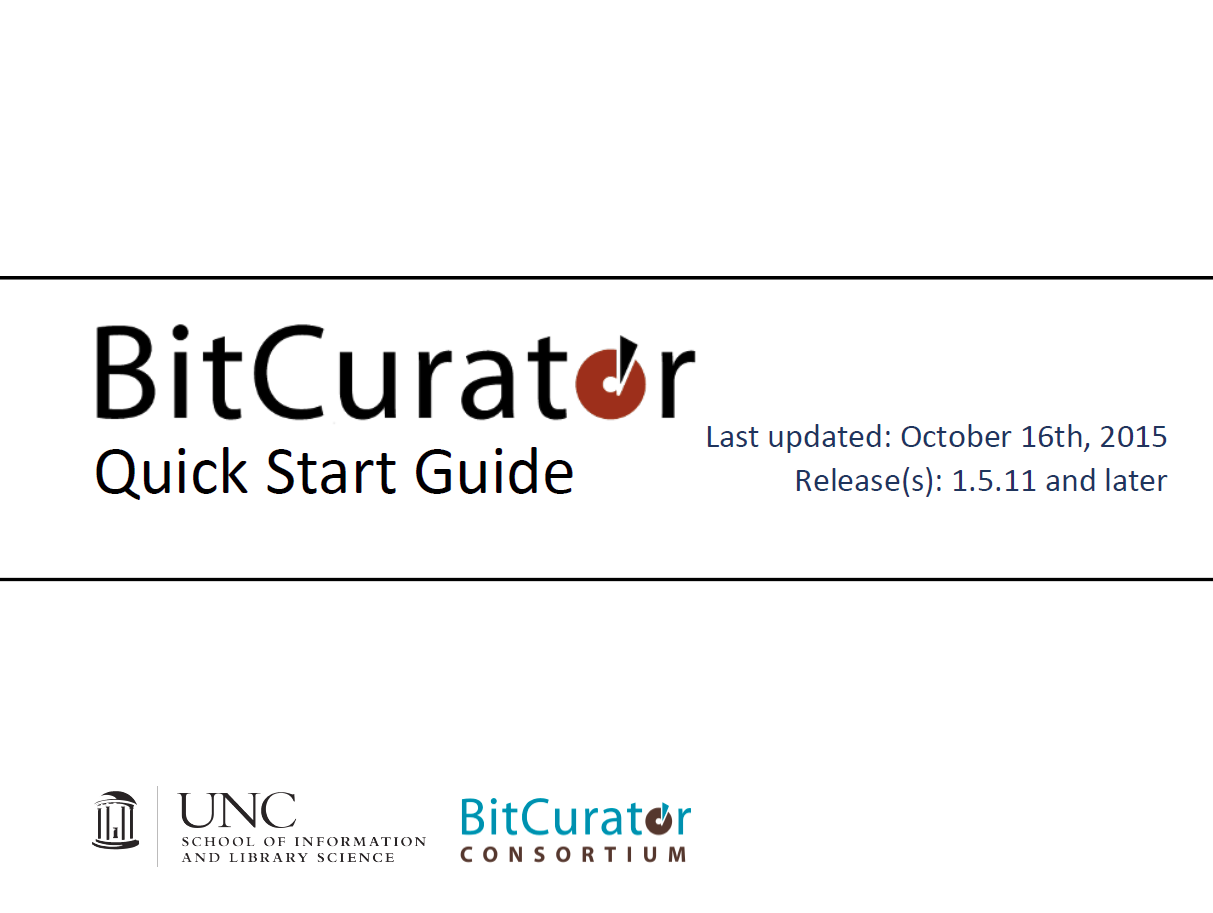 BitCurator
Quick Start Guide
Last updated: October 16th, 2015
Release(s): 1.5.11 and later
UNC
SCHOOL OF INFORMATION
AND LIBRARY SCIENCE
BitCurator
CONSORTIUM